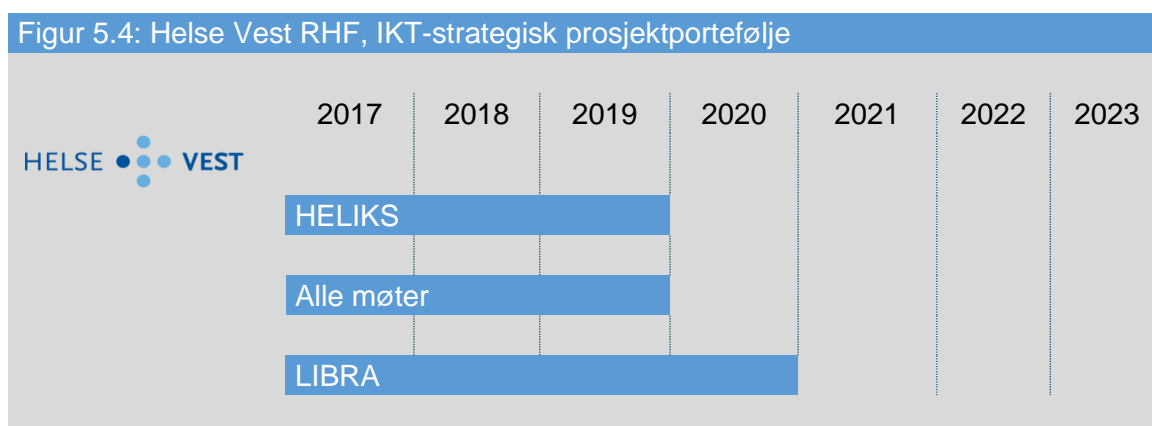 Figur 5.4: Helse Vest RHF, IKT-strategisk prosjektportefølje
2017 2018 2019 2020 2021 2022 2023
HELSE VEST
HELIKS
Alle møter
LIBRA